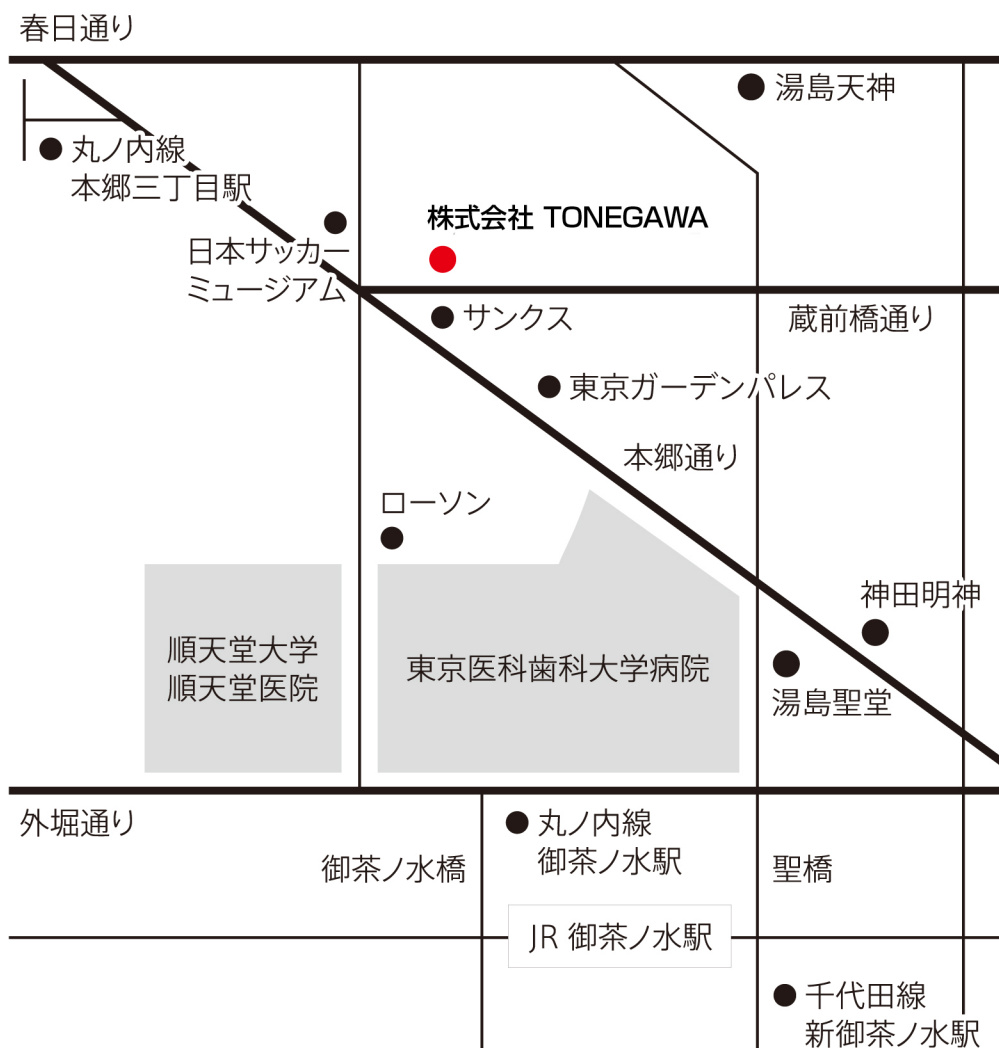 春日通り
湯島天神
丸ノ内線
本郷三丁目駅
株式会社 TONEGAWA
日本サッカー
ミュージアム
サンクス
蔵前橋通り
東京ガーデンパレス
本郷通り
ローソン
神田明神
順天堂大学
順天堂医院
東京医科歯科大学病院
湯島聖堂
外堀通り
丸ノ内線
御茶ノ水駅
御茶ノ水橋
聖橋
JR 御茶ノ水駅
千代田線
新御茶ノ水駅